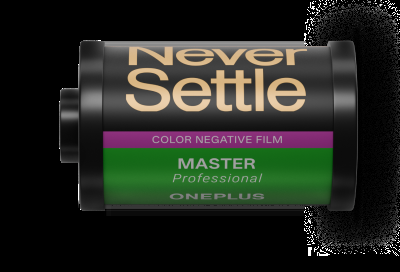 Never
Settle
COLOR NEGATIVE FILM
MASTER
Professional
ONEPLUS